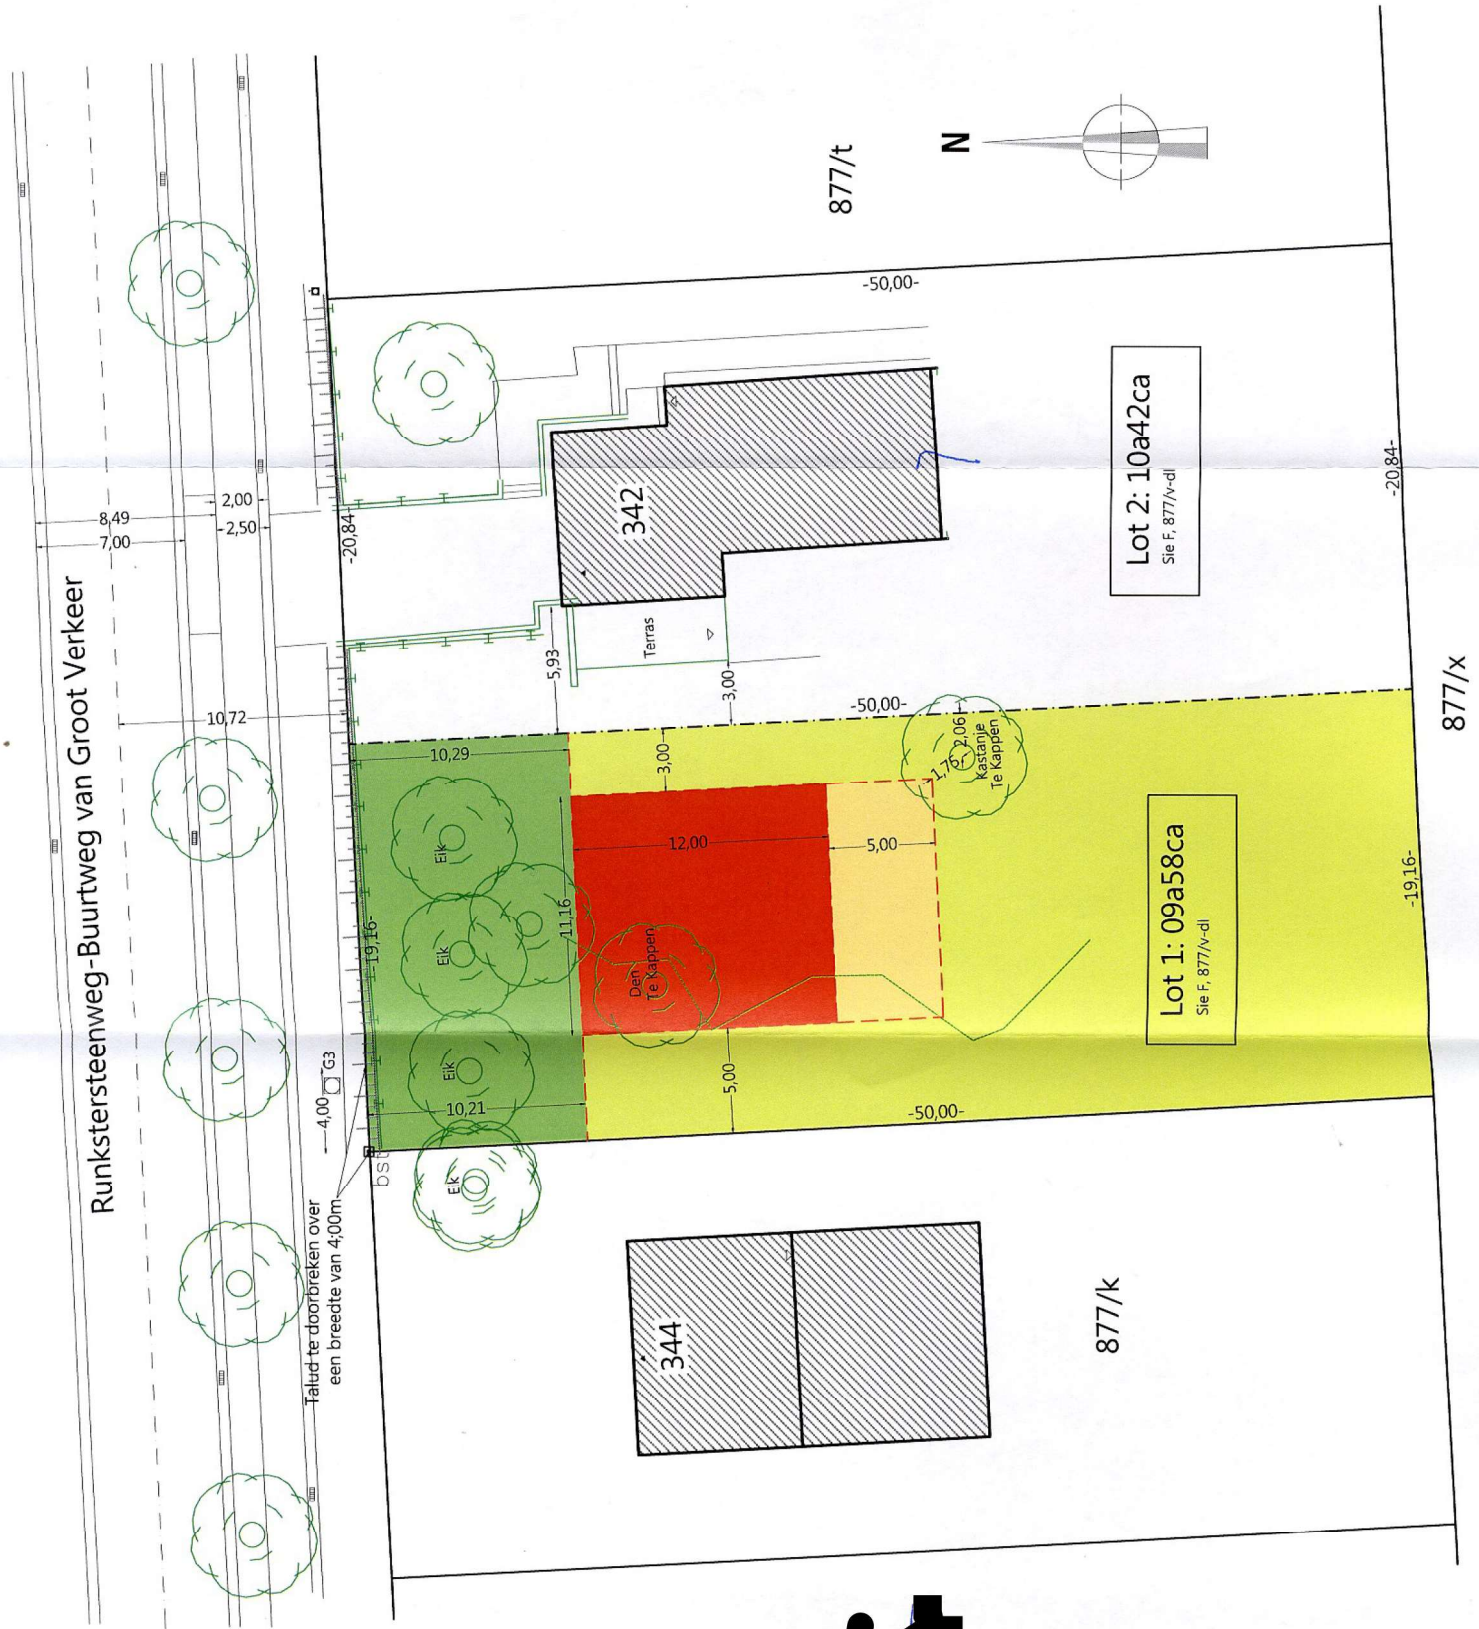 Runkstersteenweg-Buurtweg van Groot Verkeer
8,49
7,00
2,00
-2,50-
10,72
Talud te doorbreken over
een breedte van 4;00m
4,00
G3
bst
-20,84-
-19,16-
877/t
N
-50,00-
342
Terras
5,93
3,00
Lot 2: 10a42ca
Sie F, 877/v-dl
-20,84-
-50,00-
10,29
3,00
12,00
5,00
11,16
1,76
2,06
Kastanje
Te Kappen
Eik
Eik
Eik
Eik
Den
Te Kappen
10,21
5,00
-50,00-
Lot 1: 09a58ca
Sie F, 877/v-dl
-19,16-
877/x
344
877/k